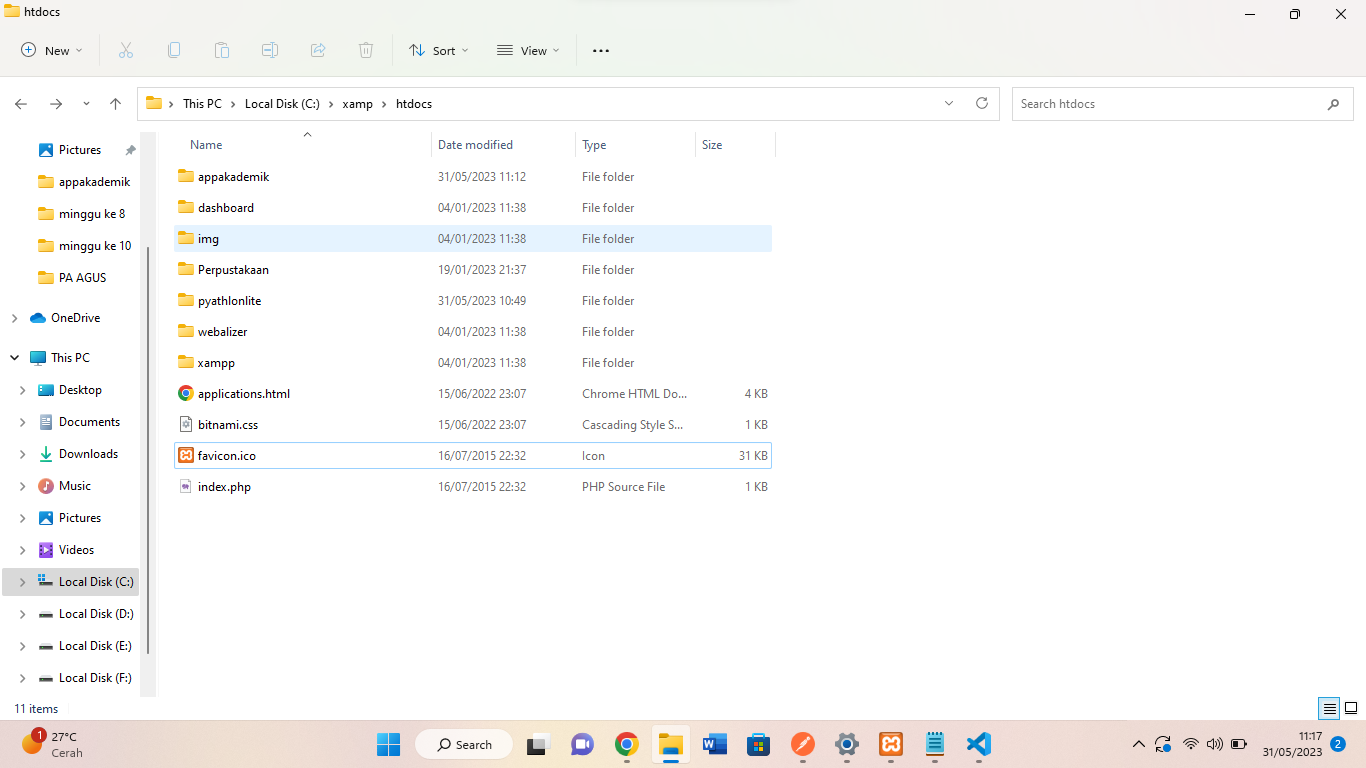 htdocs
New
Sort
View
This PC
Local Disk (C:)
xamp
htdocs
Search htdocs
Pictures
appakademik
minggu ke 8
minggu ke 10
PA AGUS
OneDrive
This PC
Desktop
Documents
Downloads
Music
Pictures
Videos
Local Disk (C:)
Local Disk (D:)
Local Disk (E:)
Local Disk (F:)
Name Date modified Type Size
appakademik 31/05/2023 11:12 File folder
dashboard 04/01/2023 11:38 File folder
img 04/01/2023 11:38 File folder
Perpustakaan 19/01/2023 21:37 File folder
pyathlonlite 31/05/2023 10:49 File folder
webalizer 04/01/2023 11:38 File folder
xampp 04/01/2023 11:38 File folder
applications.html 15/06/2022 23:07 Chrome HTML Do... 4 KB
bitnami.css 15/06/2022 23:07 Cascading Style S... 1 KB
favicon.ico 16/07/2015 22:32 Icon 31 KB
index.php 16/07/2015 22:32 PHP Source File 1 KB
11 items
1
27°C
Cerah
Search
W
11:17
31/05/2023
2